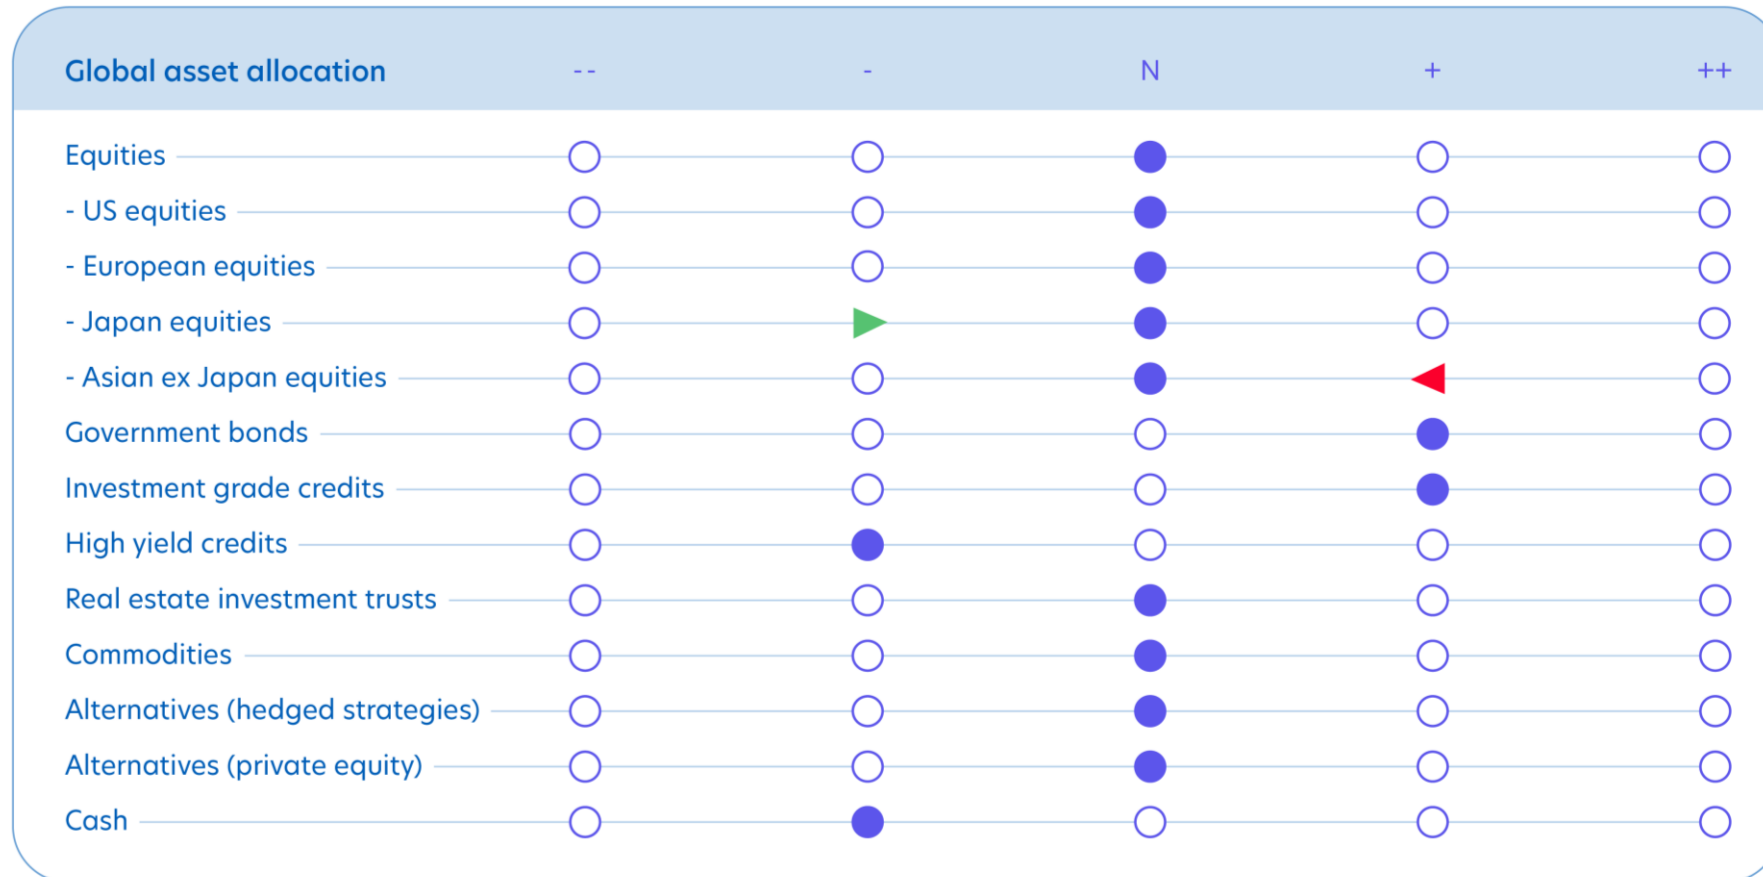 Global asset allocation -- - N + ++
Equities
- US equities
- European equities
- Japan equities
- Asian ex Japan equities
Government bonds
Investment grade credits
High yield credits
Real estate investment trusts
Commodities
Alternatives (hedged strategies)
Alternatives (private equity)
Cash